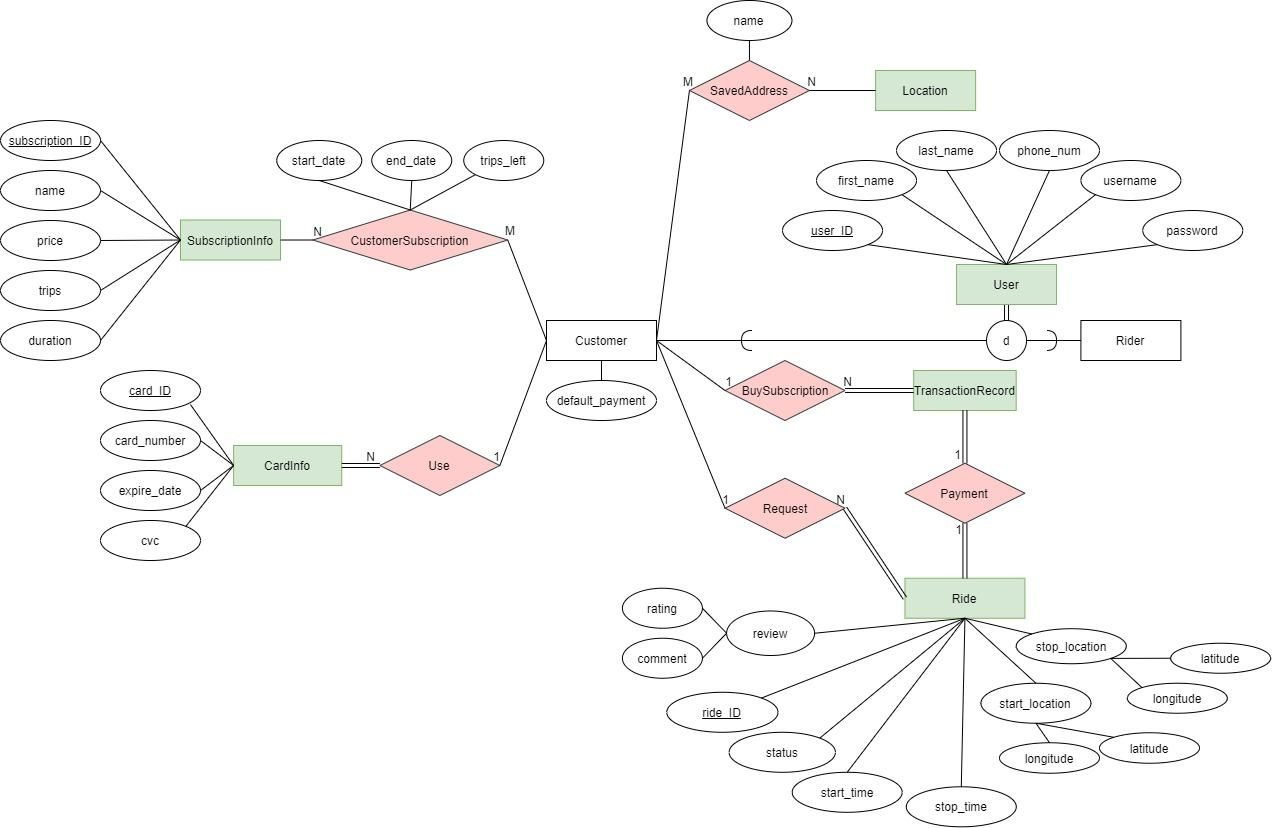 name
M
SavedAddress
N
Location
subscription_ID
name
price
trips
duration
SubscriptionInfo
N
start_date
end_date
trips_left
CustomerSubscription
M
last_name
phone_num
first_name
username
user_ID
password
User
Customer
d
Rider
default_payment
1
BuySubscription
N
TransactionRecord
card_ID
card_number
expire_date
cvc
CardInfo
N
Use
1
1
Request
N
1
Payment
1
Ride
rating
comment
review
stop_location
latitude
longitude
ride_ID
start_location
longitude
latitude
status
start_time
stop_time